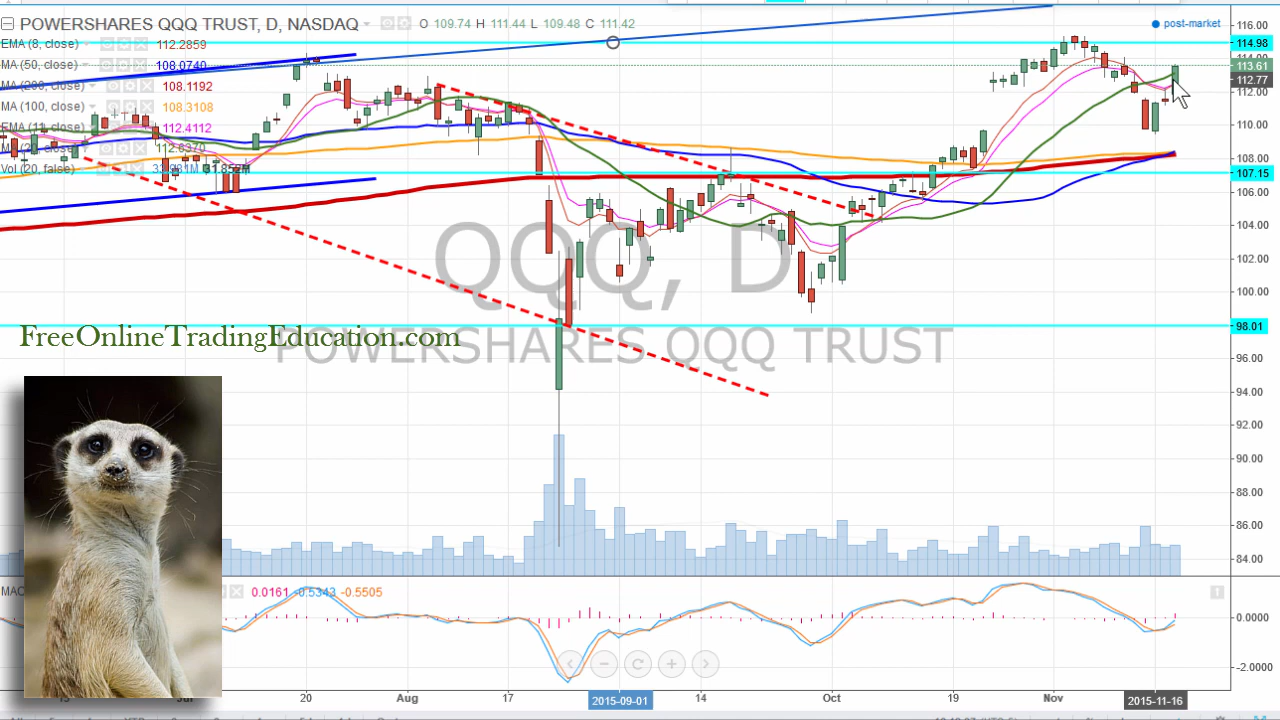 POWERSHARES QQQ TRUST, D, NASDAQ O 109.74 H 111.44 L 109.48 C 111.42
post-market
EMA (8, close) 112.2859
MA (50, close) 108.0740
MA (200, close) 108.1192
MA (100, close) 108.3108
EMA (11, close) 112.4112
Vol (20, false)
116.00
114.98
113.61
112.77
112.00
110.00
108.00
107.15
106.00
104.00
102.00
100.00
98.01
96.00
94.00
92.00
90.00
88.00
86.00
84.00
QQQ, D
POWERSHARES QQQ TRUST
FreeOnlineTradingEducation.com
0.0161 -0.5343 -0.5505
0.0000
-2.0000
20 Aug 17 2015-09-01 14 Oct 19 Nov 2015-11-16